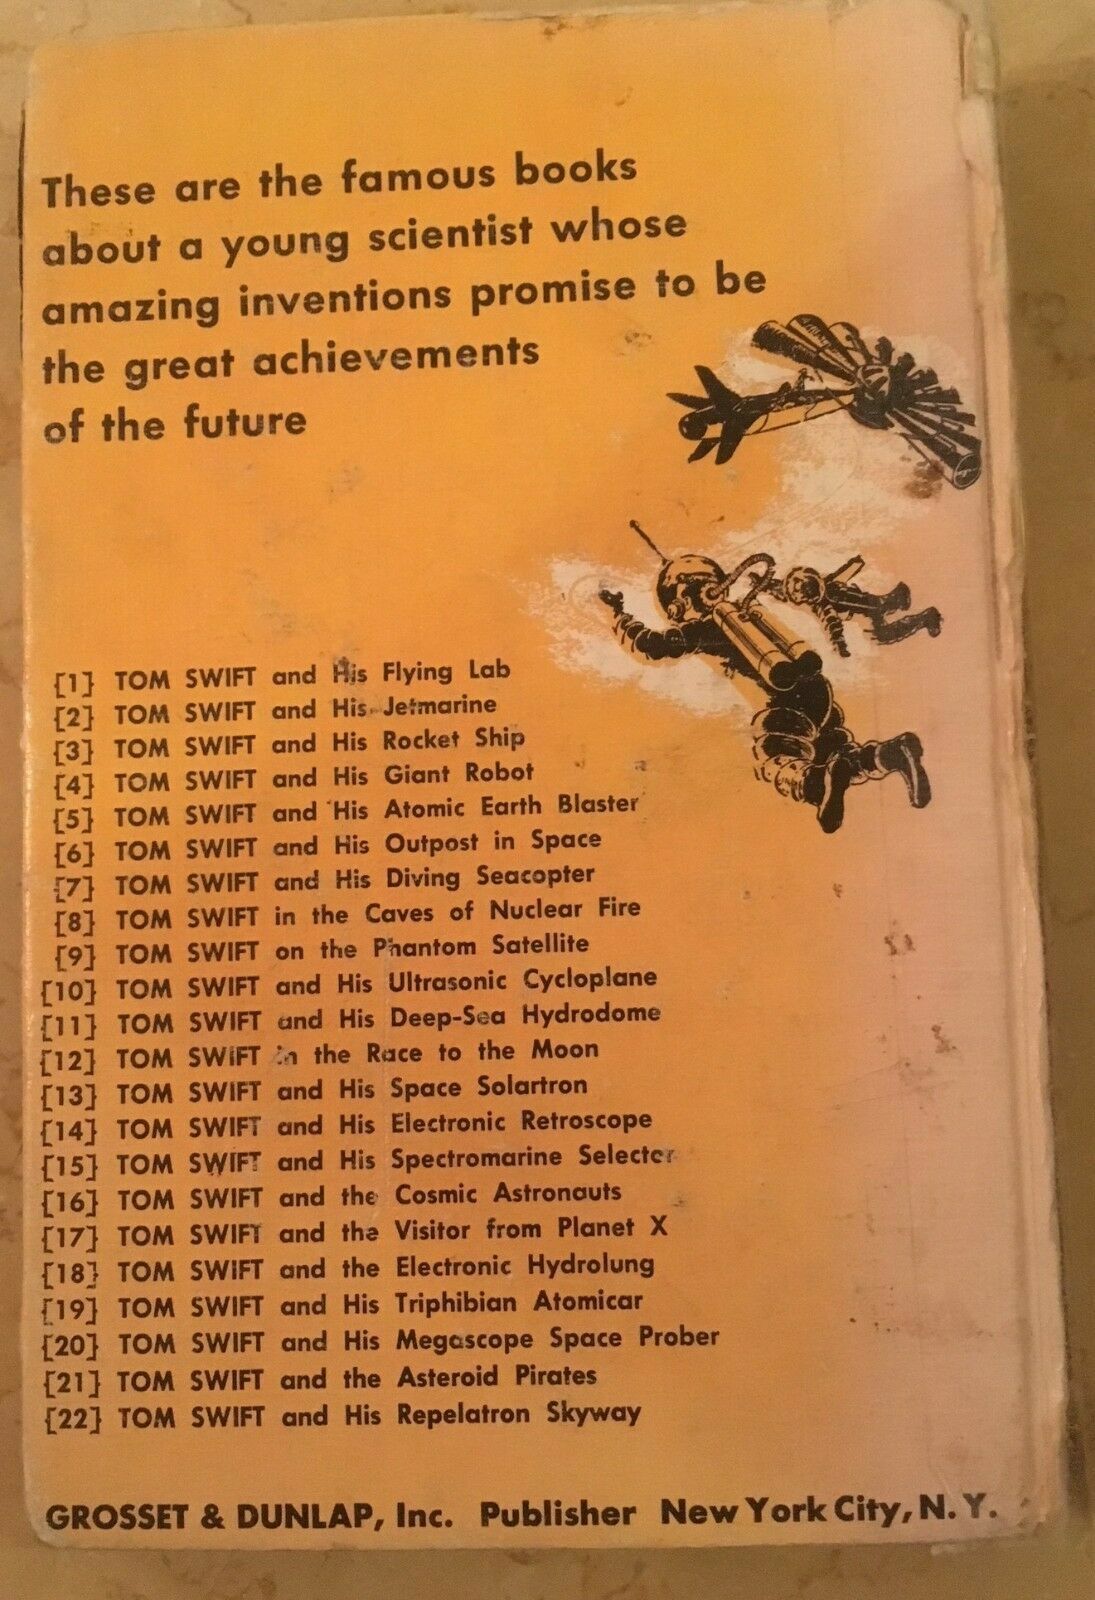 These are the famous books
about a young scientist whose
amazing inventions promise to be
the great achievements
of the future
[1] TOM SWIFT and His Flying Lab
[2] TOM SWIFT and His Jetmarine
[3] TOM SWIFT and His Rocket Ship
[4] TOM SWIFT and His Giant Robot
[5] TOM SWIFT and His Atomic Earth Blaster
[6] TOM SWIFT and His Outpost in Space
[7] TOM SWIFT and His Diving Seacopter
[8] TOM SWIFT in the Caves of Nuclear Fire
[9] TOM SWIFT on the Phantom Satellite
[10] TOM SWIFT and His Ultrasonic Cycloplane
[11] TOM SWIFT and His Deep-Sea Hydrodome
[12] TOM SWIFT in the Race to the Moon
[13] TOM SWIFT and His Space Solartron
[14] TOM SWIFT and His Electronic Retroscope
[15] TOM SWIFT and His Spectromarine Selector
[16] TOM SWIFT and the Cosmic Astronauts
[17] TOM SWIFT and the Visitor from Planet X
[18] TOM SWIFT and the Electronic Hydrolung
[19] TOM SWIFT and His Triphibian Atomicar
[20] TOM SWIFT and His Megascope Space Prober
[21] TOM SWIFT and the Asteroid Pirates
[22] TOM SWIFT and His Repelatron Skyway
GROSSET & DUNLAP, Inc. Publisher New York City, N. Y.